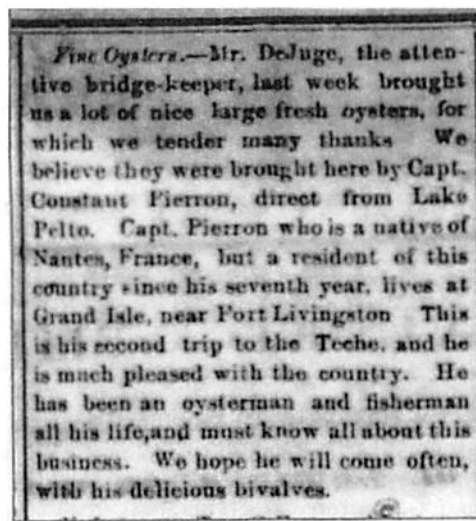 Fine Oysters.—Mr. DeJuge, the atten-
tive bridge-keeper, last week brought
us a lot of nice large fresh oysters, for
which we tender many thanks We
believe they were brought here by Capt.
Constant Pierron, direct from Lake
Pelto. Capt. Pierron who is a native of
Nantes, France, but a resident of this
country since his seventh year, lives at
Grand Isle, near Fort Livingston This
is his second trip to the Teche, and he
is much pleased with the country. He
has been an oysterman and fisherman
all his life,and must know all about this
business. We hope he will come often,
with his delicious bivalves.